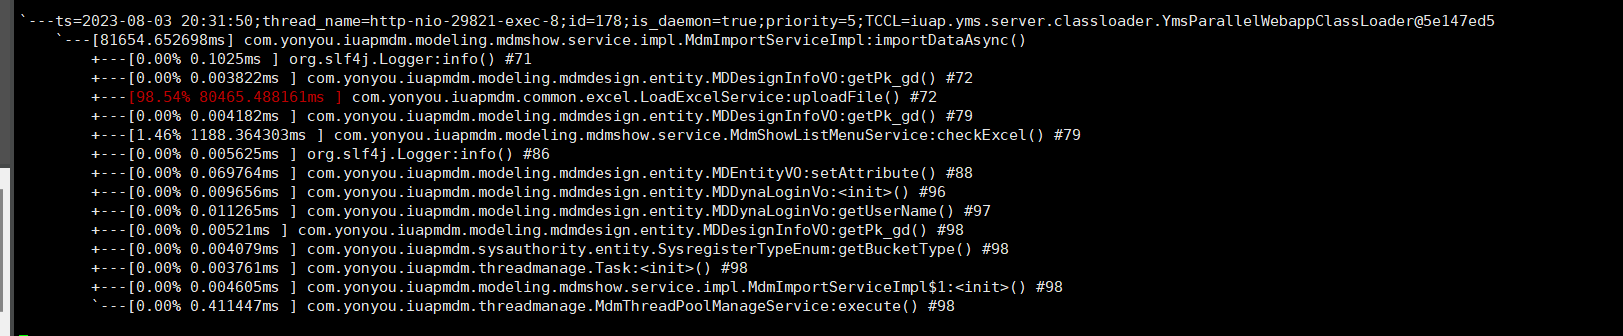 `---ts=2023-08-03 20:31:50;thread_name=http-nio-29821-exec-8;id=178;is_daemon=true;priority=5;TCCL=iuap.yms.server.classloader.YmsParallelWebappClassLoader@5e147ed5
`---[81654.652698ms] com.yonyou.iuapmdm.modeling.mdmshow.service.impl.MdmImportServiceImpl:importDataAsync()
+---[0.00% 0.1025ms ] org.slf4j.Logger:info() #71
+---[0.00% 0.003822ms ] com.yonyou.iuapmdm.modeling.mdmdesign.entity.MDDesignInfoVO:getPk_gd() #72
+---[98.54% 80465.488161ms ] com.yonyou.iuapmdm.common.excel.LoadExcelService:uploadFile() #72
+---[0.00% 0.004182ms ] com.yonyou.iuapmdm.modeling.mdmdesign.entity.MDDesignInfoVO:getPk_gd() #79
+---[1.46% 1188.364303ms ] com.yonyou.iuapmdm.modeling.mdmshow.service.MdmShowListMenuService:checkExcel() #79
+---[0.00% 0.005625ms ] org.slf4j.Logger:info() #86
+---[0.00% 0.069764ms ] com.yonyou.iuapmdm.modeling.mdmdesign.entity.MDEntityVO:setAttribute() #88
+---[0.00% 0.009656ms ] com.yonyou.iuapmdm.modeling.mdmdesign.entity.MDDynaLoginVo:<init>() #96
+---[0.00% 0.011265ms ] com.yonyou.iuapmdm.modeling.mdmdesign.entity.MDDynaLoginVo:getUserName() #97
+---[0.00% 0.00521ms ] com.yonyou.iuapmdm.modeling.mdmdesign.entity.MDDesignInfoVO:getPk_gd() #98
+---[0.00% 0.004079ms ] com.yonyou.iuapmdm.sysauthority.entity.SysregisterTypeEnum:getBucketType() #98
+---[0.00% 0.003761ms ] com.yonyou.iuapmdm.threadmanage.Task:<init>() #98
+---[0.00% 0.004605ms ] com.yonyou.iuapmdm.modeling.mdmshow.service.impl.MdmImportServiceImpl$1:<init>() #98
`---[0.00% 0.411447ms ] com.yonyou.iuapmdm.threadmanage.MdmThreadPoolManageService:execute() #98